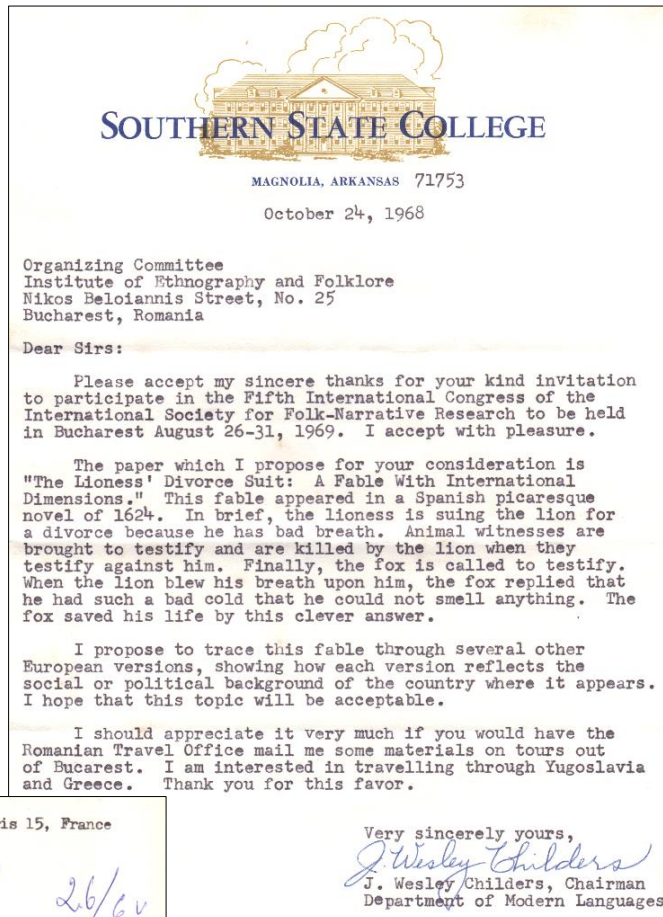 SOUTHERN STATE COLLEGE
MAGNOLIA, ARKANSAS 71753
October 24, 1968
Organizing Committee
Institute of Ethnography and Folklore
Nikos Beloiannis Street, No. 25
Bucharest, Romania
Dear Sirs:
Please accept my sincere thanks for your kind invitation
to participate in the Fifth International Congress of the
International Society for Folk-Narrative Research to be held
in Bucharest August 26-31, 1969. I accept with pleasure.
The paper which I propose for your consideration is
"The Lioness' Divorce Suit: A Fable With International
Dimensions." This fable appeared in a Spanish picaresque
novel of 1624. In brief, the lioness is suing the lion for
a divorce because he has bad breath. Animal witnesses are
brought to testify and are killed by the lion when they
testify against him. Finally, the fox is called to testify.
When the lion blew his breath upon him, the fox replied that
he had such a bad cold that he could not smell anything. The
fox saved his life by this clever answer.
I propose to trace this fable through several other
European versions, showing how each version reflects the
social or political background of the country where it appears.
I hope that this topic will be acceptable.
I should appreciate it very much if you would have the
Romanian Travel Office mail me some materials on tours out
of Bucarest. I am interested in travelling through Yugoslavia
and Greece. Thank you for this favor.
Very sincerely yours,
J. Wesley Childers
J. Wesley Childers, Chairman
Department of Modern Languages
is 15, France
26/6